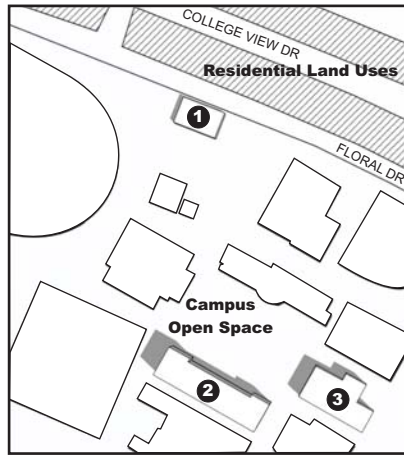 COLLEGE VIEW DR
Residential Land Uses
1
FLORAL DR
Campus
Open Space
2
3